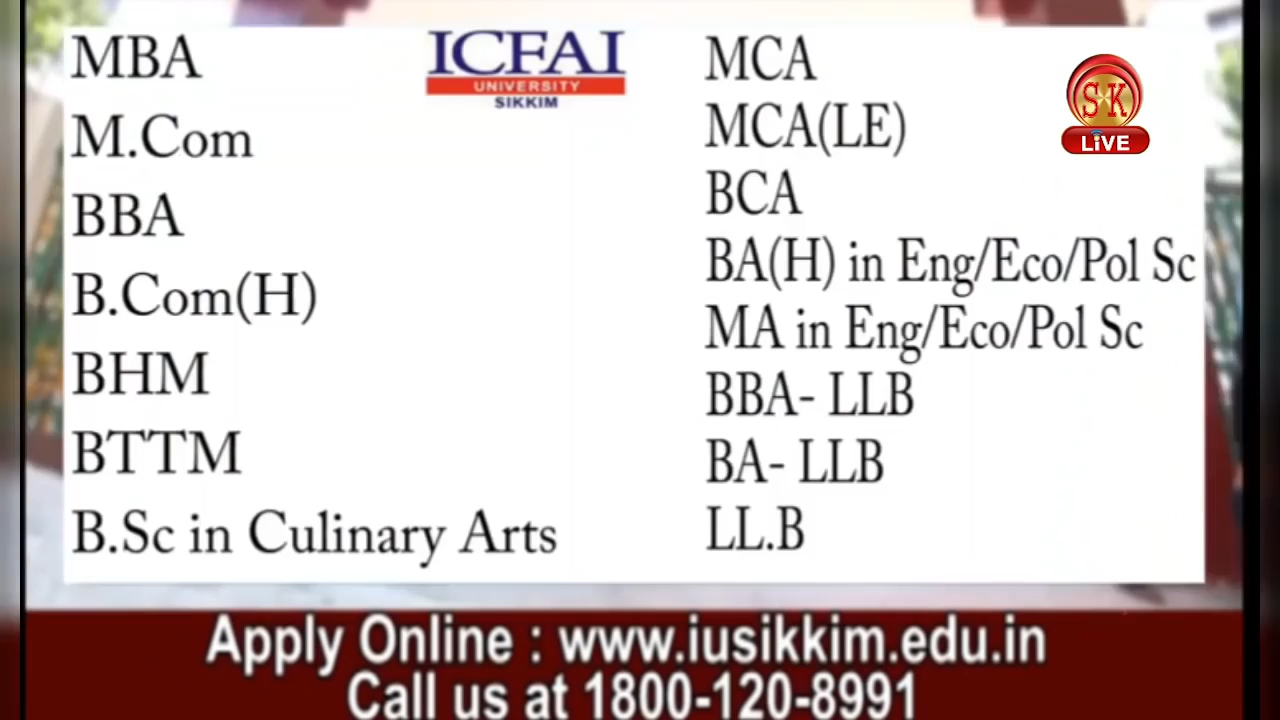 MBA
M.Com
BBA
B.Com(H)
BHM
BTTM
B.Sc in Culinary Arts
ICFAI
UNIVERSITY
SIKKIM
MCA
MCA(LE)
BCA
BA(H) in Eng/Eco/Pol Sc
MA in Eng/Eco/Pol Sc
BBA- LLB
BA- LLB
LL.B
SK
LiVE
Apply Online : www.iusikkim.edu.in
Call us at 1800-120-8991